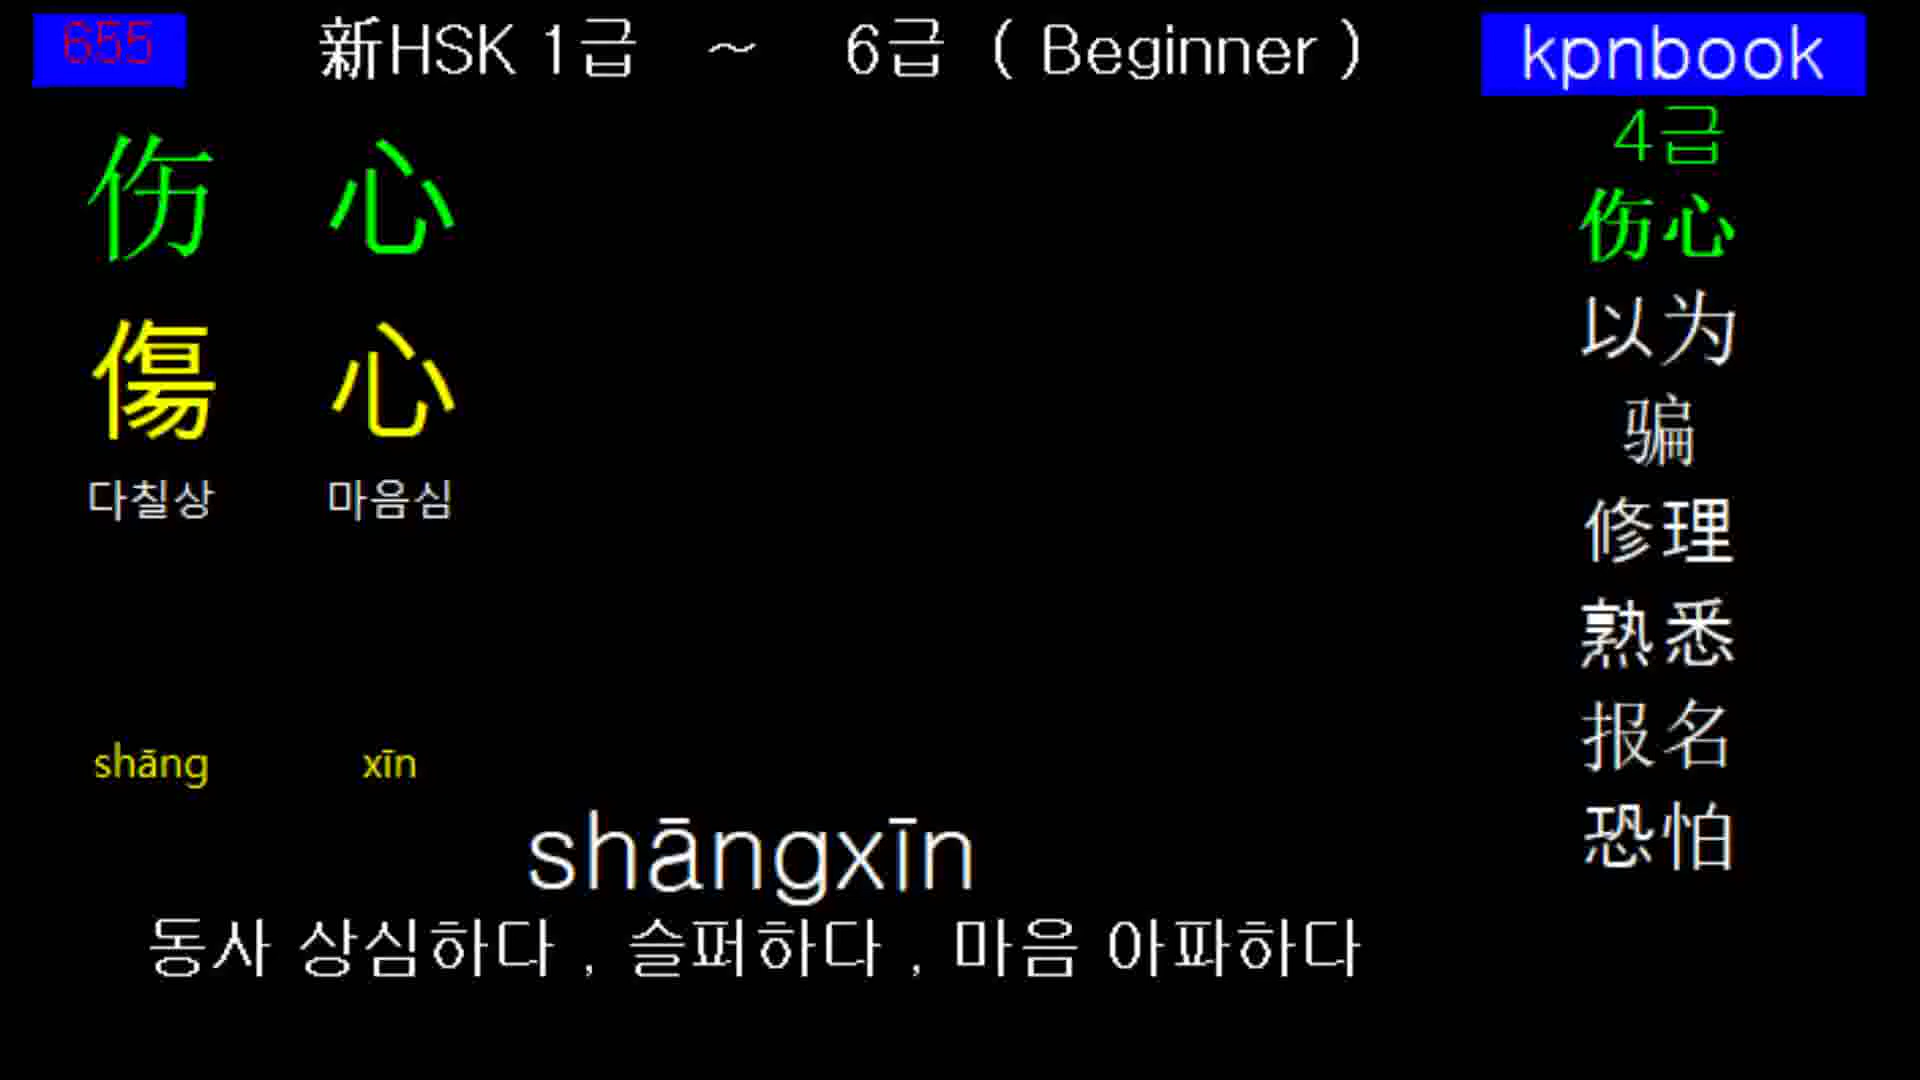 655 新HSK 1급 ~ 6급 ( Beginner ) kpnbook
伤 心
傷 心
다칠상 마음심
shāng xīn
shāngxīn
동사 상심하다 , 슬퍼하다 , 마음 아파하다
4급
伤心
以为
骗
修理
熟悉
报名
恐怕